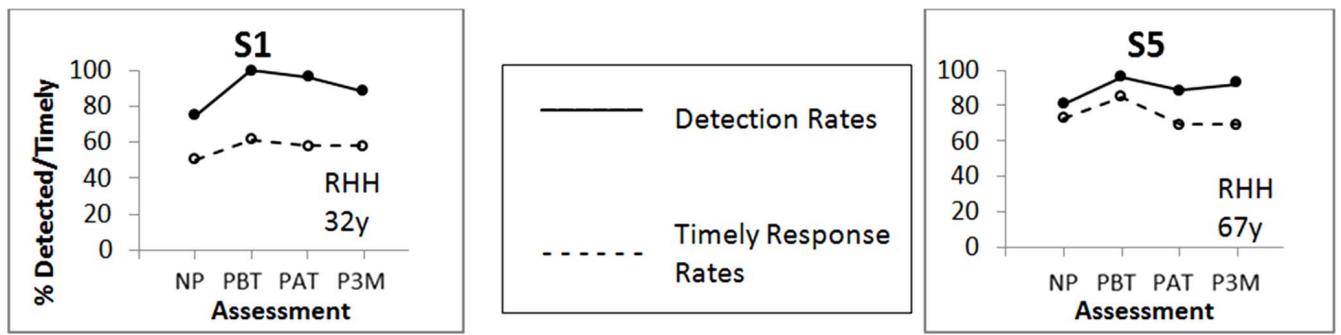 S1
% Detected/Timely
100
80
60
40
20
0
RHH
32y
NP PBT PAT P3M
Assessment
Detection Rates
Timely Response
Rates
S5
100
80
60
40
20
0
RHH
67y
NP PBT PAT P3M
Assessment